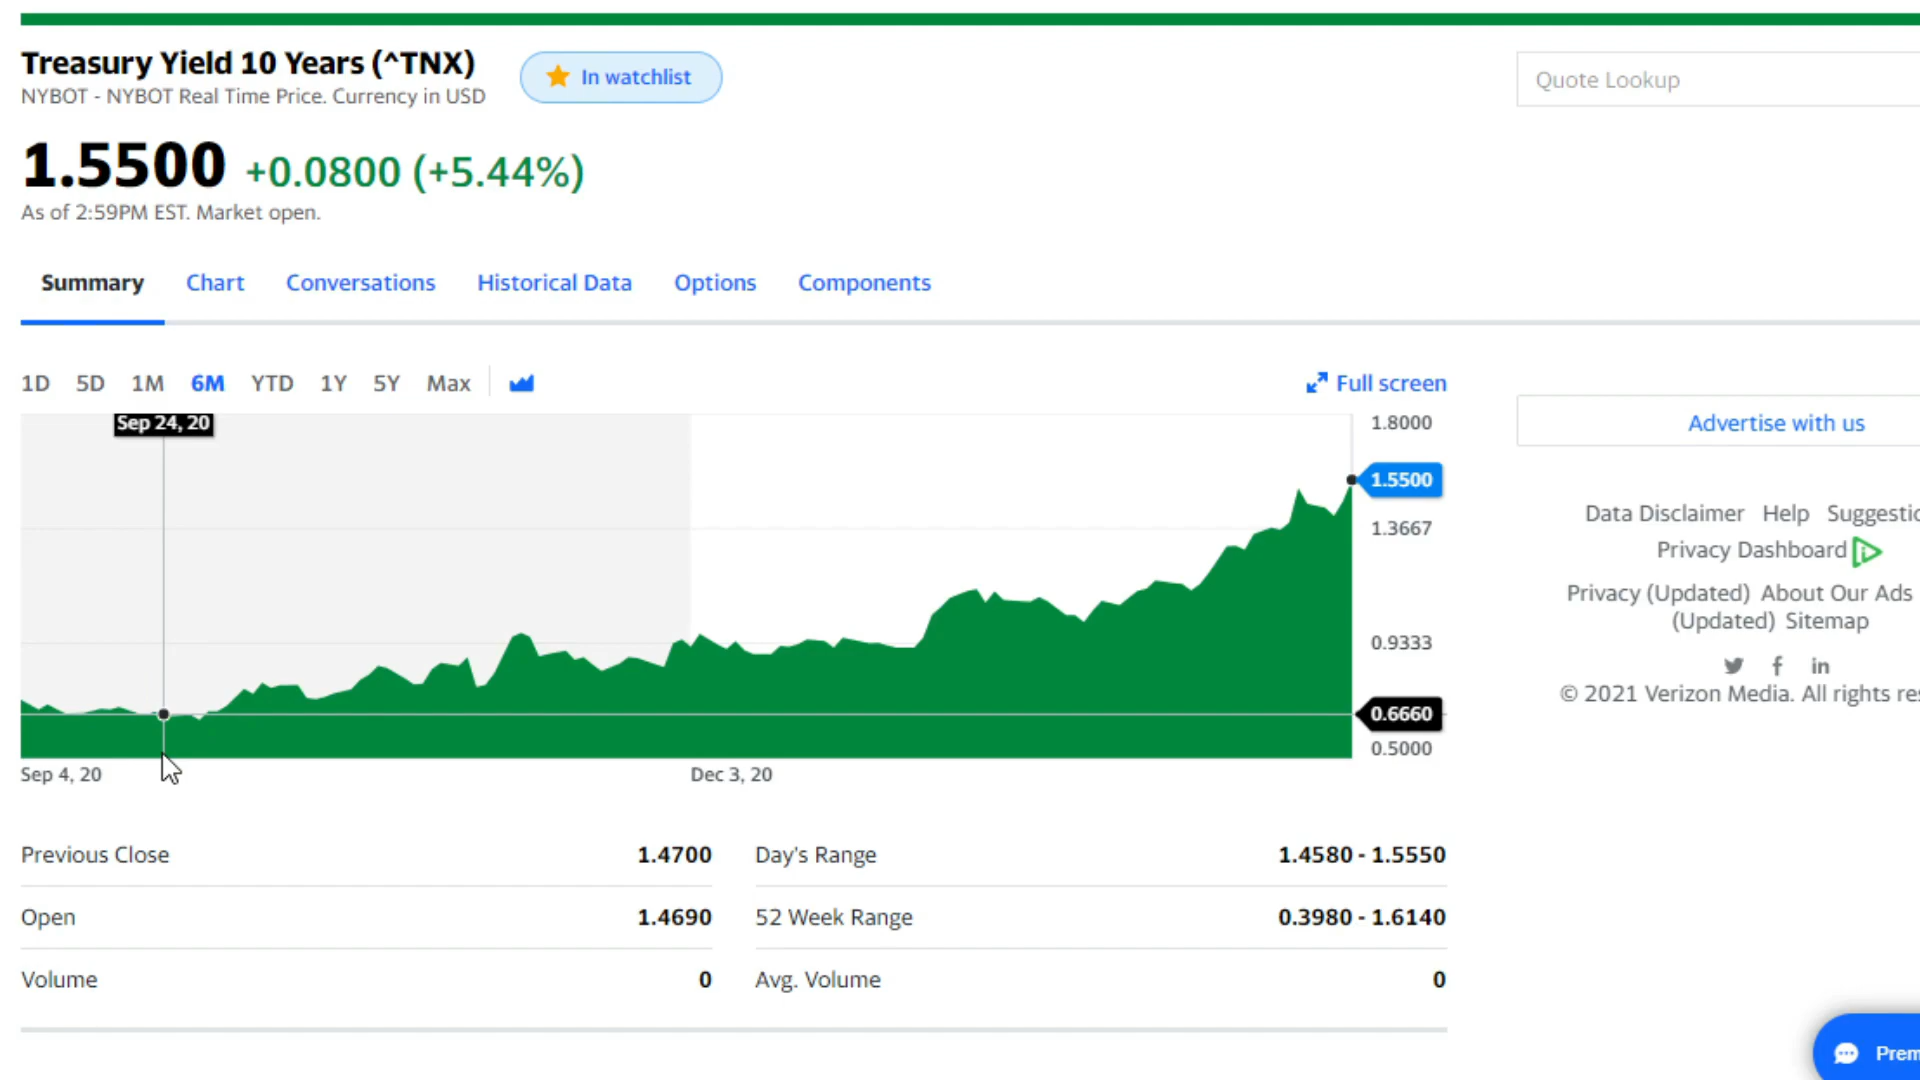 Treasury Yield 10 Years (^TNX)
In watchlist
NYBOT - NYBOT Real Time Price. Currency in USD
Quote Lookup
1.5500 +0.0800 (+5.44%)
As of 2:59PM EST. Market open.
Summary Chart Conversations Historical Data Options Components
1D 5D 1M 6M YTD 1Y 5Y Max
Full screen
Sep 24, 20
1.8000
1.5500
1.3667
0.9333
0.6660
0.5000
Sep 4, 20 Dec 3, 20
Previous Close 1.4700
Open 1.4690
Volume 0
Day's Range 1.4580 - 1.5550
52 Week Range 0.3980 - 1.6140
Avg. Volume 0
Advertise with us
Data Disclaimer Help
Privacy Dashboard
Privacy (Updated) About Our Ads
(Updated) Sitemap
© 2021 Verizon Media. All rights